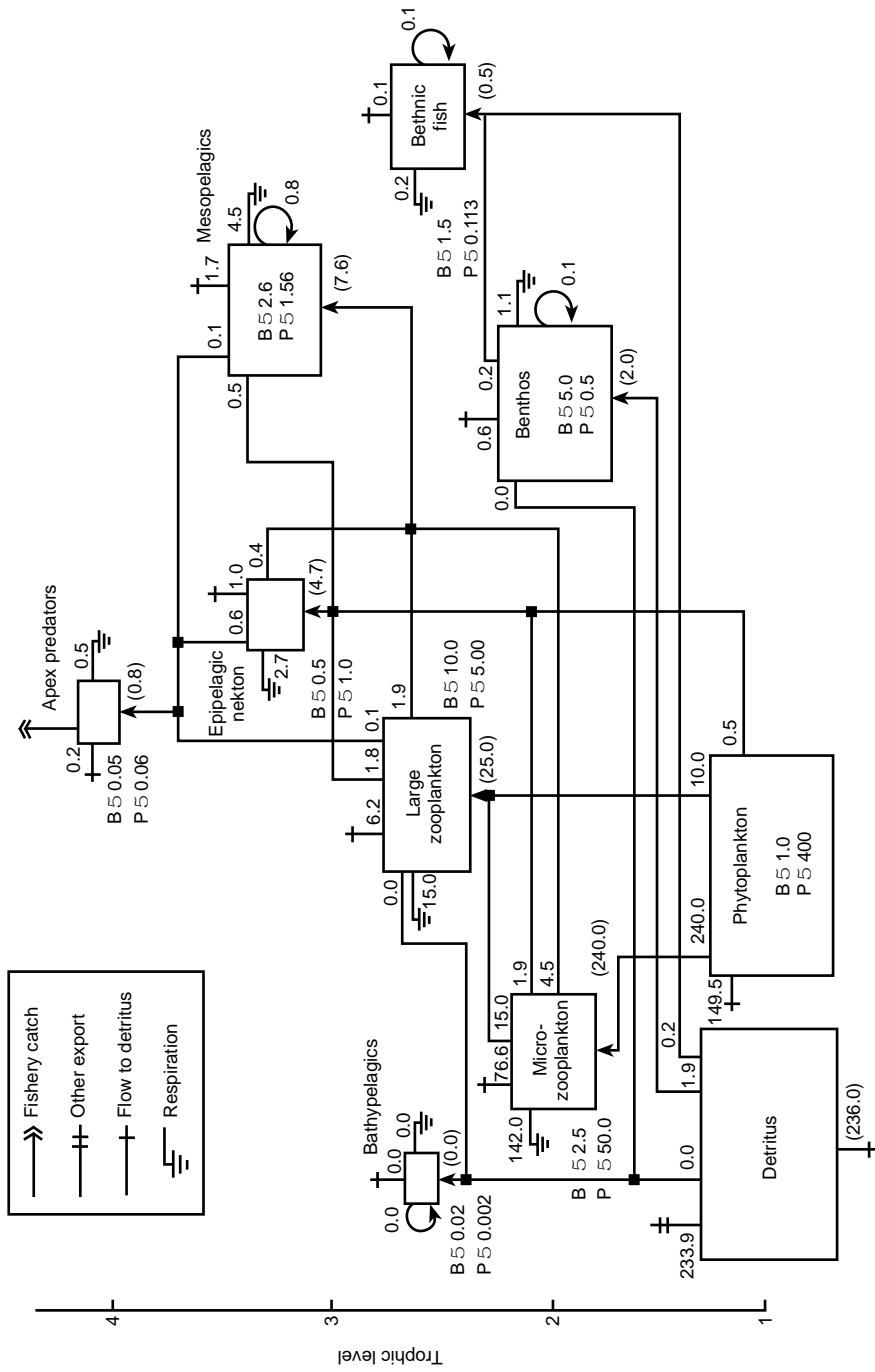 Fishery catch
Other export
Flow to detritus
Respiration
Trophic level
4
3
2
1
Apex predators
0.2
0.5
(0.8)
B 5 0.05
P 5 0.06
Mesopelagics
0.1
1.7
4.5
0.5
B 5 2.6
P 5 1.56
0.8
(7.6)
Epipelagic
nekton
0.6
1.0
0.4
2.7
(4.7)
B 5 0.5
P 5 1.0
Bethnic
fish
0.1
0.1
0.2
(0.5)
B 5 1.5
P 5 0.113
Large
zooplankton
0.0
15.0
6.2
1.8
0.1
1.9
(25.0)
B 5 10.0
P 5 5.00
Benthos
B 5 5.0
P 5 0.5
0.0
0.6
0.2
1.1
0.1
(2.0)
Bathypelagics
0.0
0.0
0.0
(0.0)
B 5 0.02
P 5 0.002
Micro-
zooplankton
142.0
76.6
15.0
1.9
4.5
(240.0)
B 5 2.5
P 5 50.0
Phytoplankton
B 5 1.0
P 5 400
149.5
240.0
10.0
0.5
Detritus
233.9
0.0
1.9
0.2
(236.0)